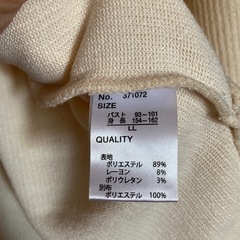 No. 371072
SIZE
バスト 93~101
身長 154~162
LL
QUALITY
表地
ポリエステル 89%
レーヨン 8%
ポリウレタン 3%
別布
ポリエステル 100%